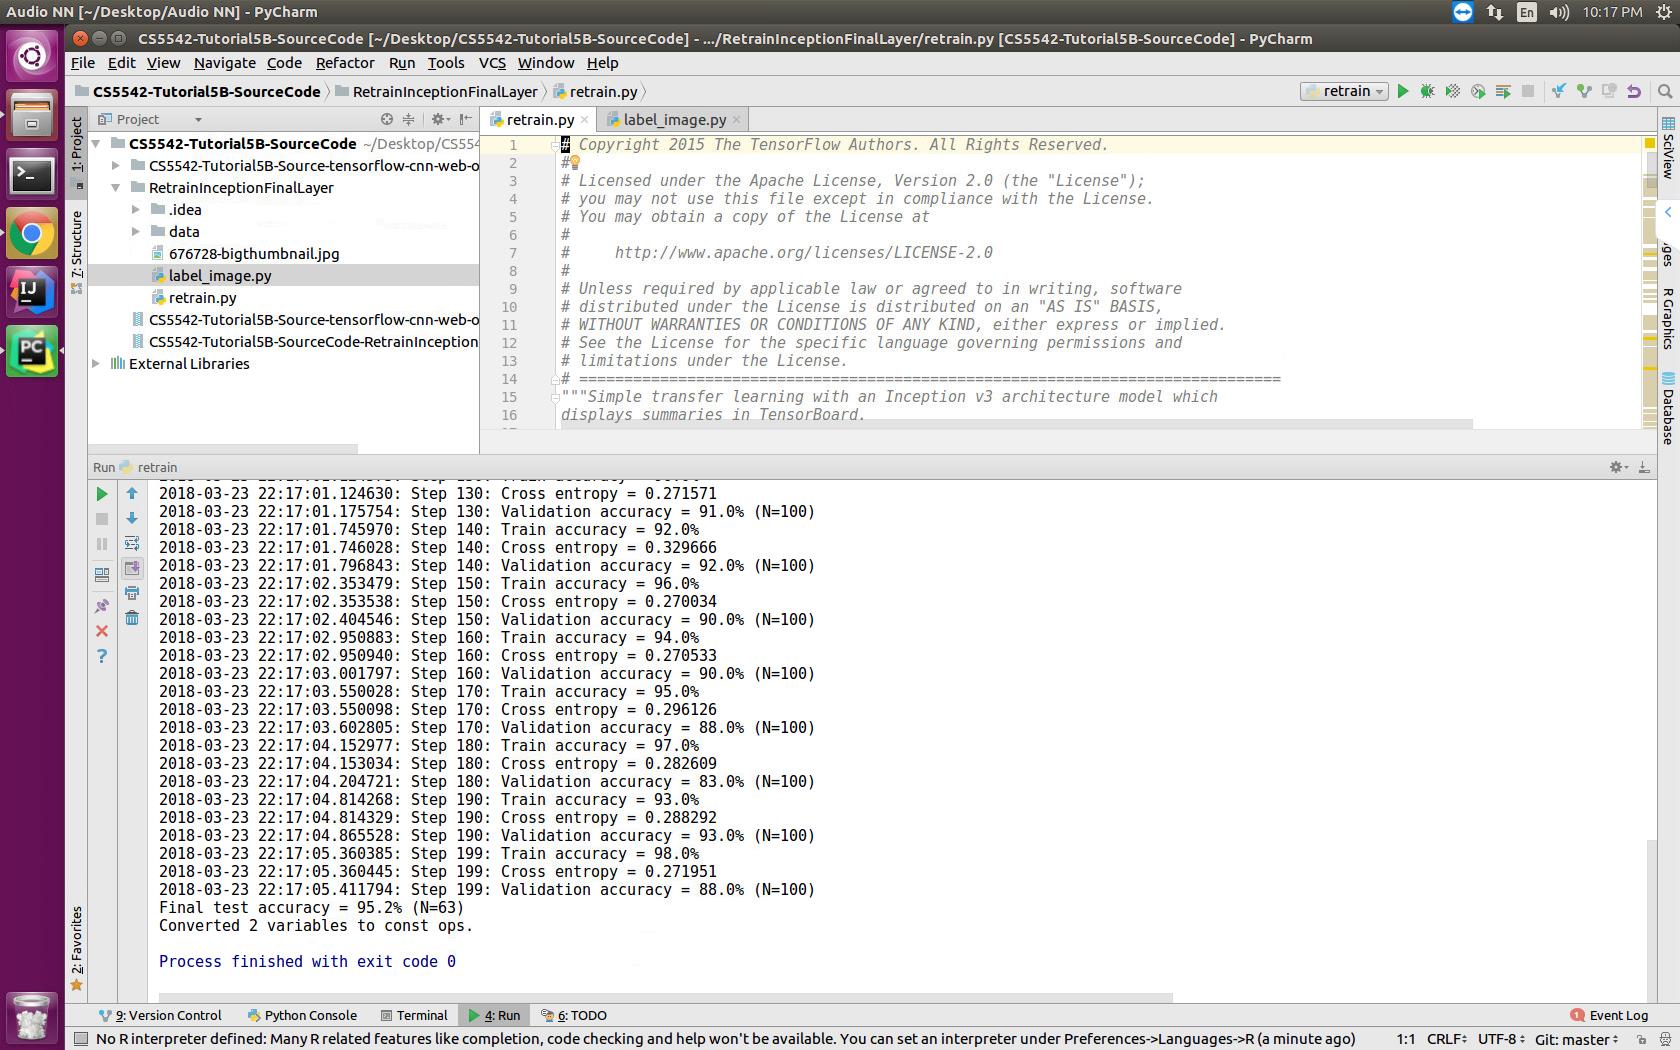 Audio NN [~/Desktop/Audio NN] - PyCharm
En
10:17 PM
CS5542-Tutorial5B-SourceCode [~/Desktop/CS5542-Tutorial5B-SourceCode] - .../RetrainInceptionFinalLayer/retrain.py [CS5542-Tutorial5B-SourceCode] - PyCharm
File Edit View Navigate Code Refactor Run Tools VCS Window Help
CS5542-Tutorial5B-SourceCode RetrainInceptionFinalLayer retrain.py
retrain
Project
retrain.py label_image.py
1: Project
7: Structure
2: Favorites
CS5542-Tutorial5B-SourceCode ~/Desktop/CS554
CS5542-Tutorial5B-Source-tensorflow-cnn-web-o
RetrainInceptionFinalLayer
.idea
data
676728-bigthumbnail.jpg
label_image.py
retrain.py
CS5542-Tutorial5B-Source-tensorflow-cnn-web-o
CS5542-Tutorial5B-SourceCode-RetrainInception
External Libraries
IJ
PC
1 # Copyright 2015 The TensorFlow Authors. All Rights Reserved.
2 #
3 # Licensed under the Apache License, Version 2.0 (the "License");
4 # you may not use this file except in compliance with the License.
5 # You may obtain a copy of the License at
6 #
7 # http://www.apache.org/licenses/LICENSE-2.0
8 #
9 # Unless required by applicable law or agreed to in writing, software
10 # distributed under the License is distributed on an "AS IS" BASIS,
11 # WITHOUT WARRANTIES OR CONDITIONS OF ANY KIND, either express or implied.
12 # See the License for the specific language governing permissions and
13 # limitations under the License.
14 # ==============================================================================
15 """Simple transfer learning with an Inception v3 architecture model which
16 displays summaries in TensorBoard.
SciView
ges
R Graphics
Database
Run retrain
2018-03-23 22:17:01.124630: Step 130: Cross entropy = 0.271571
2018-03-23 22:17:01.175754: Step 130: Validation accuracy = 91.0% (N=100)
2018-03-23 22:17:01.745970: Step 140: Train accuracy = 92.0%
2018-03-23 22:17:01.746028: Step 140: Cross entropy = 0.329666
2018-03-23 22:17:01.796843: Step 140: Validation accuracy = 92.0% (N=100)
2018-03-23 22:17:02.353479: Step 150: Train accuracy = 96.0%
2018-03-23 22:17:02.353538: Step 150: Cross entropy = 0.270034
2018-03-23 22:17:02.404546: Step 150: Validation accuracy = 90.0% (N=100)
2018-03-23 22:17:02.950883: Step 160: Train accuracy = 94.0%
2018-03-23 22:17:02.950940: Step 160: Cross entropy = 0.270533
2018-03-23 22:17:03.001797: Step 160: Validation accuracy = 90.0% (N=100)
2018-03-23 22:17:03.550028: Step 170: Train accuracy = 95.0%
2018-03-23 22:17:03.550098: Step 170: Cross entropy = 0.296126
2018-03-23 22:17:03.602805: Step 170: Validation accuracy = 88.0% (N=100)
2018-03-23 22:17:04.152977: Step 180: Train accuracy = 97.0%
2018-03-23 22:17:04.153034: Step 180: Cross entropy = 0.282609
2018-03-23 22:17:04.204721: Step 180: Validation accuracy = 83.0% (N=100)
2018-03-23 22:17:04.814268: Step 190: Train accuracy = 93.0%
2018-03-23 22:17:04.814329: Step 190: Cross entropy = 0.288292
2018-03-23 22:17:04.865528: Step 190: Validation accuracy = 93.0% (N=100)
2018-03-23 22:17:05.360385: Step 199: Train accuracy = 98.0%
2018-03-23 22:17:05.360445: Step 199: Cross entropy = 0.271951
2018-03-23 22:17:05.411794: Step 199: Validation accuracy = 88.0% (N=100)
Final test accuracy = 95.2% (N=63)
Converted 2 variables to const ops.
Process finished with exit code 0
9: Version Control Python Console Terminal 4: Run 6: TODO 1 Event Log
No R interpreter defined: Many R related features like completion, code checking and help won't be available. You can set an interpreter under Preferences->Languages->R (a minute ago) 1:1 CRLF UTF-8 Git: master